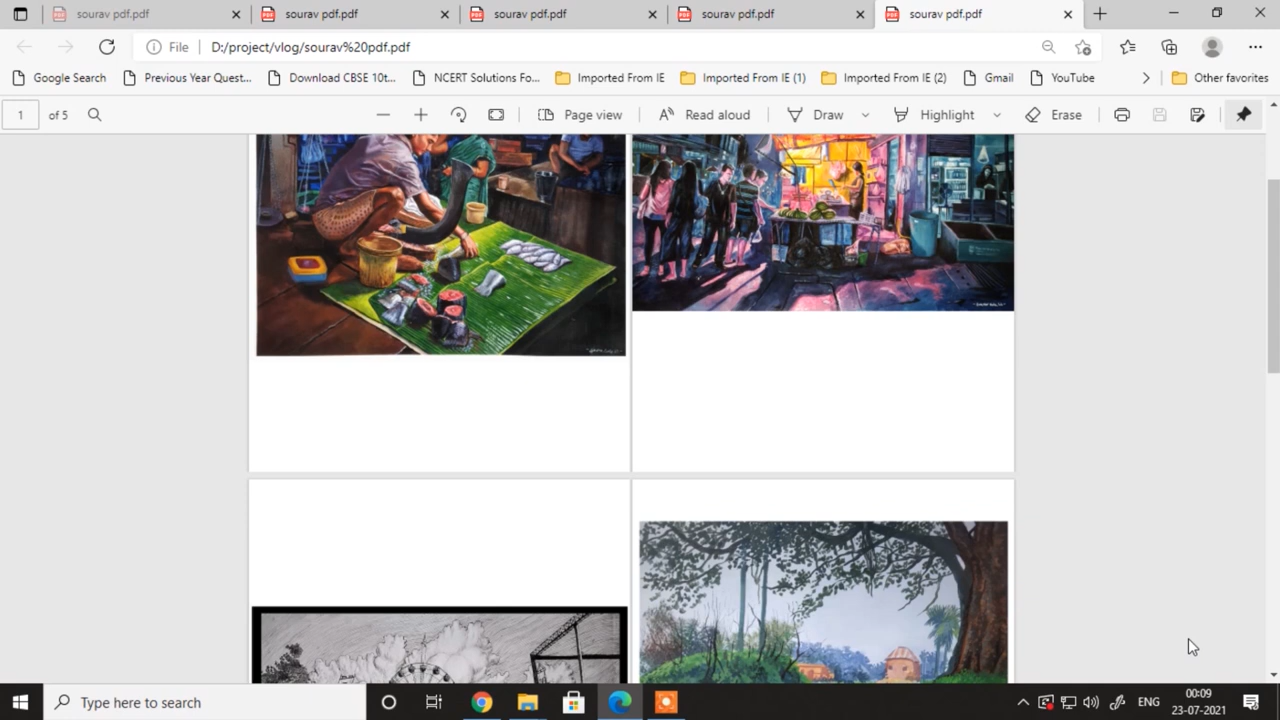 sourav pdf.pdf sourav pdf.pdf sourav pdf.pdf sourav pdf.pdf sourav pdf.pdf
File D:/project/vlog/sourav%20pdf.pdf
Google Search Previous Year Quest... Download CBSE 10t... NCERT Solutions Fo... Imported From IE Imported From IE (1) Imported From IE (2) Gmail YouTube Other favorites
1 of 5 Page view Read aloud Draw Highlight Erase
Type here to search ENG 00:09
23-07-2021